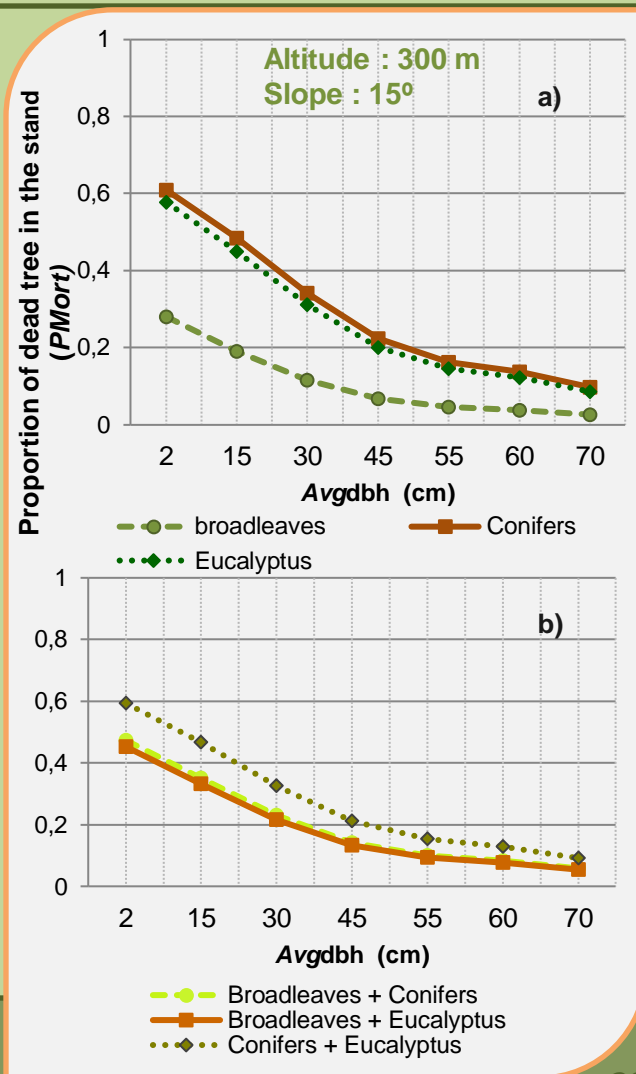 Proportion of dead tree in the stand
(PMort)
1
0,8
0,6
0,4
0,2
0
Altitude : 300 m
Slope : 15º
a)
2 15 30 45 55 60 70
Avgdbh (cm)
broadleaves Conifers
Eucalyptus
1
0,8
0,6
0,4
0,2
0
b)
2 15 30 45 55 60 70
Avgdbh (cm)
Broadleaves + Conifers
Broadleaves + Eucalyptus
Conifers + Eucalyptus